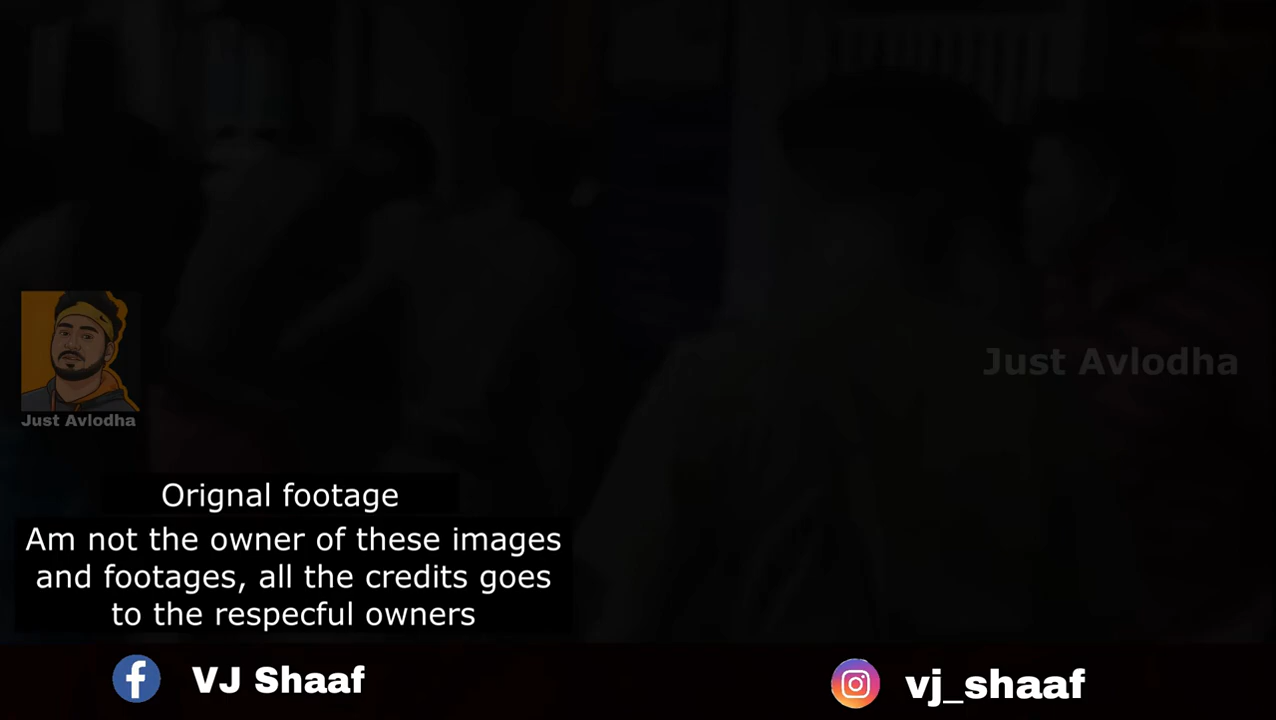 Just Avlodha
Just Avlodha
Orignal footage
Am not the owner of these images
and footages, all the credits goes
to the respecful owners
VJ Shaaf
vj_shaaf